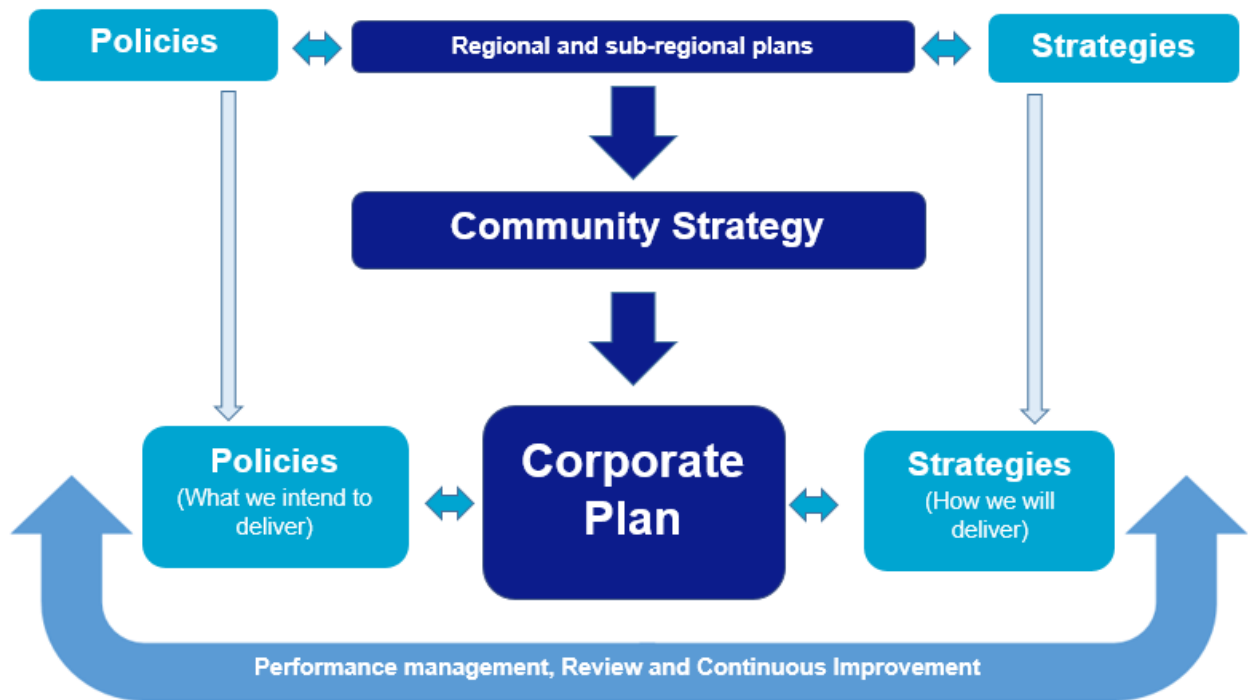 Policies
Regional and sub-regional plans
Strategies
Community Strategy
Corporate
Plan
Policies
(What we intend to
deliver)
Strategies
(How we will
deliver)
Performance management, Review and Continuous Improvement